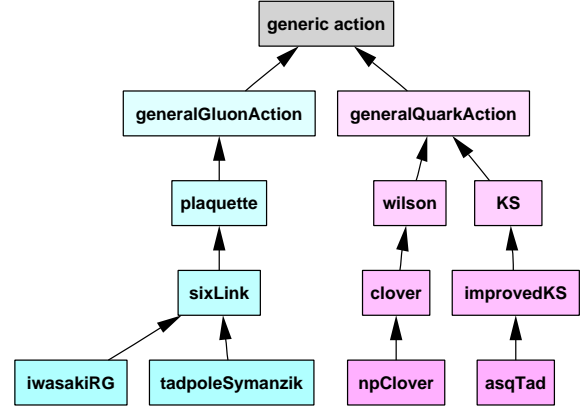 generic action
generalGluonAction
generalQuarkAction
plaquette
wilson
KS
sixLink
clover
improvedKS
iwasakiRG
tadpoleSymanzik
npClover
asqTad